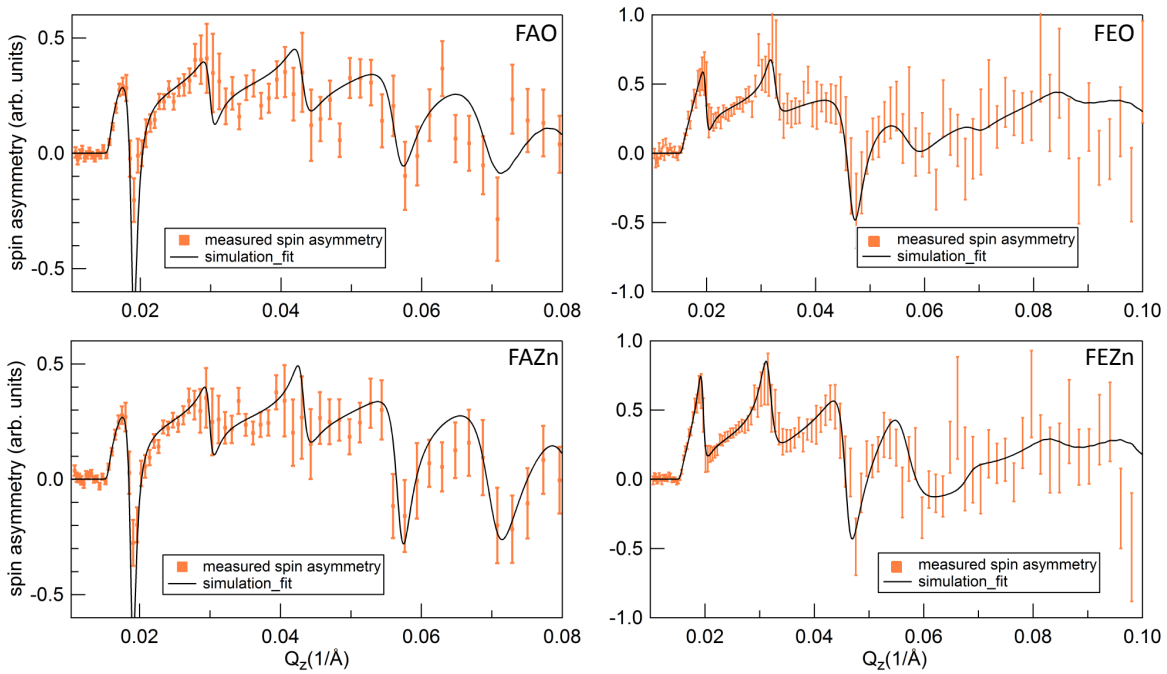 FAO
0.5
0.0
-0.5
spin asymmetry (arb. units)
measured spin asymmetry
simulation_fit
0.02
0.04
0.06
0.08
FEO
1.0
0.5
0.0
-0.5
-1.0
measured spin asymmetry
simulation_fit
0.02
0.04
0.06
0.08
0.10
FAZn
0.5
0.0
-0.5
spin asymmetry (arb. units)
measured spin asymmetry
simulation_fit
0.02
0.04
0.06
0.08
Qz(1/Å)
FEZn
1.0
0.5
0.0
-0.5
-1.0
measured spin asymmetry
simulation_fit
0.02
0.04
0.06
0.08
0.10
Qz(1/Å)